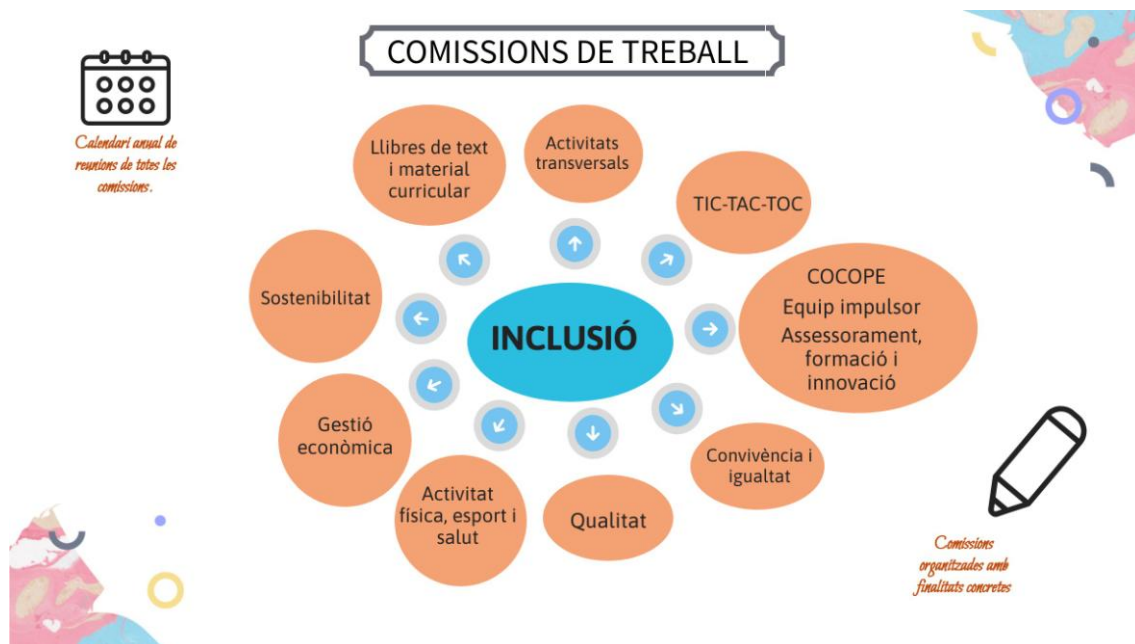 COMISSIONS DE TREBALL
Calendari anual de
reunions de totes les
comissions.
Llibres de text
i material
curricular
Activitats
transversals
TIC-TAC-TOC
COCOPE
Equip impulsor
Assessorament,
formació i
innovació
Sostenibilitat
INCLUSIÓ
Gestió
econòmica
Convivència i
igualtat
Activitat
física, esport i
salut
Qualitat
Comissions
organitzades amb
finalitats concretes